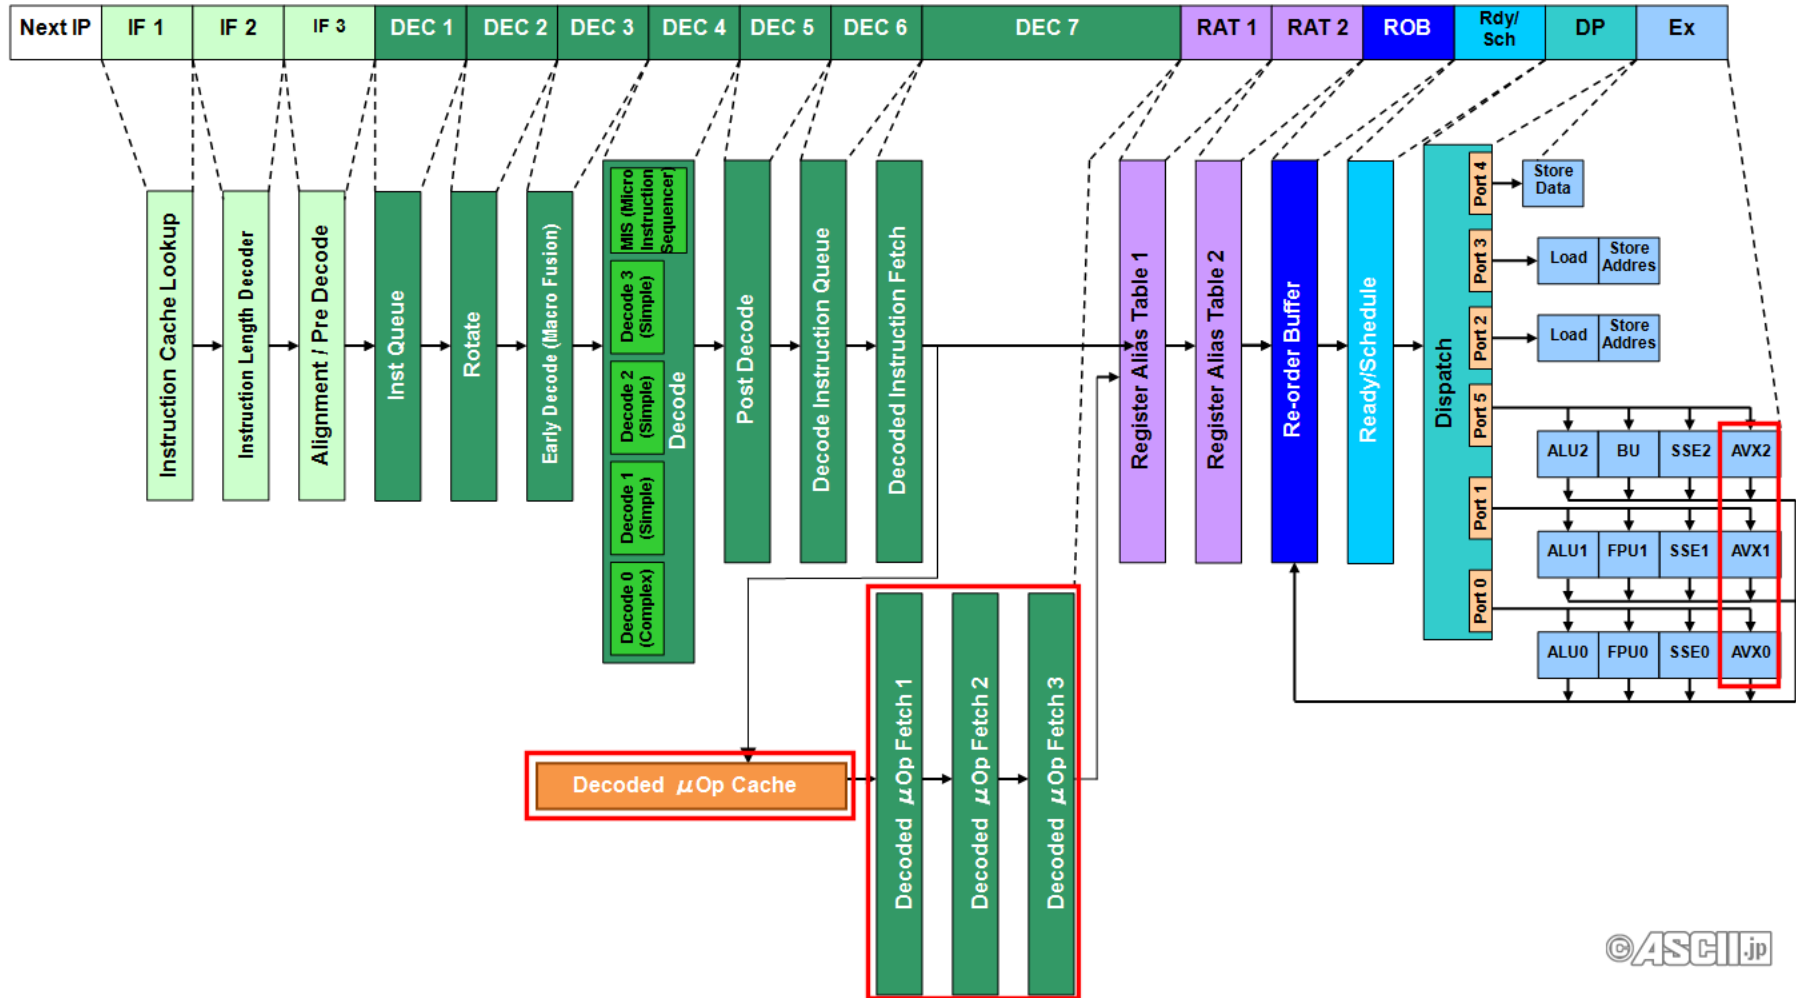 Next IP
IF 1
IF 2
IF 3
DEC 1
DEC 2
DEC 3
DEC 4
DEC 5
DEC 6
DEC 7
RAT 1
RAT 2
ROB
Rdy/
Sch
DP
Ex
Instruction Cache Lookup
Instruction Length Decoder
Alignment / Pre Decode
Inst Queue
Rotate
Early Decode (Macro Fusion)
MIS (Micro
Instruction
Sequencer)
Decode 3
(Simple)
Decode 2
(Simple)
Decode 1
(Simple)
Decode 0
(Complex)
Decode
Post Decode
Decode Instruction Queue
Decoded Instruction Fetch
Register Alias Table 1
Register Alias Table 2
Re-order Buffer
Ready/Schedule
Dispatch
Port 4
Port 3
Port 2
Port 5
Port 1
Port 0
Store
Data
Load
Store
Addres
Load
Store
Addres
ALU2
BU
SSE2
AVX2
ALU1
FPU1
SSE1
AVX1
ALU0
FPU0
SSE0
AVX0
Decoded μOp Cache
Decoded μOp Fetch 1
Decoded μOp Fetch 2
Decoded μOp Fetch 3
©ASCII.jp